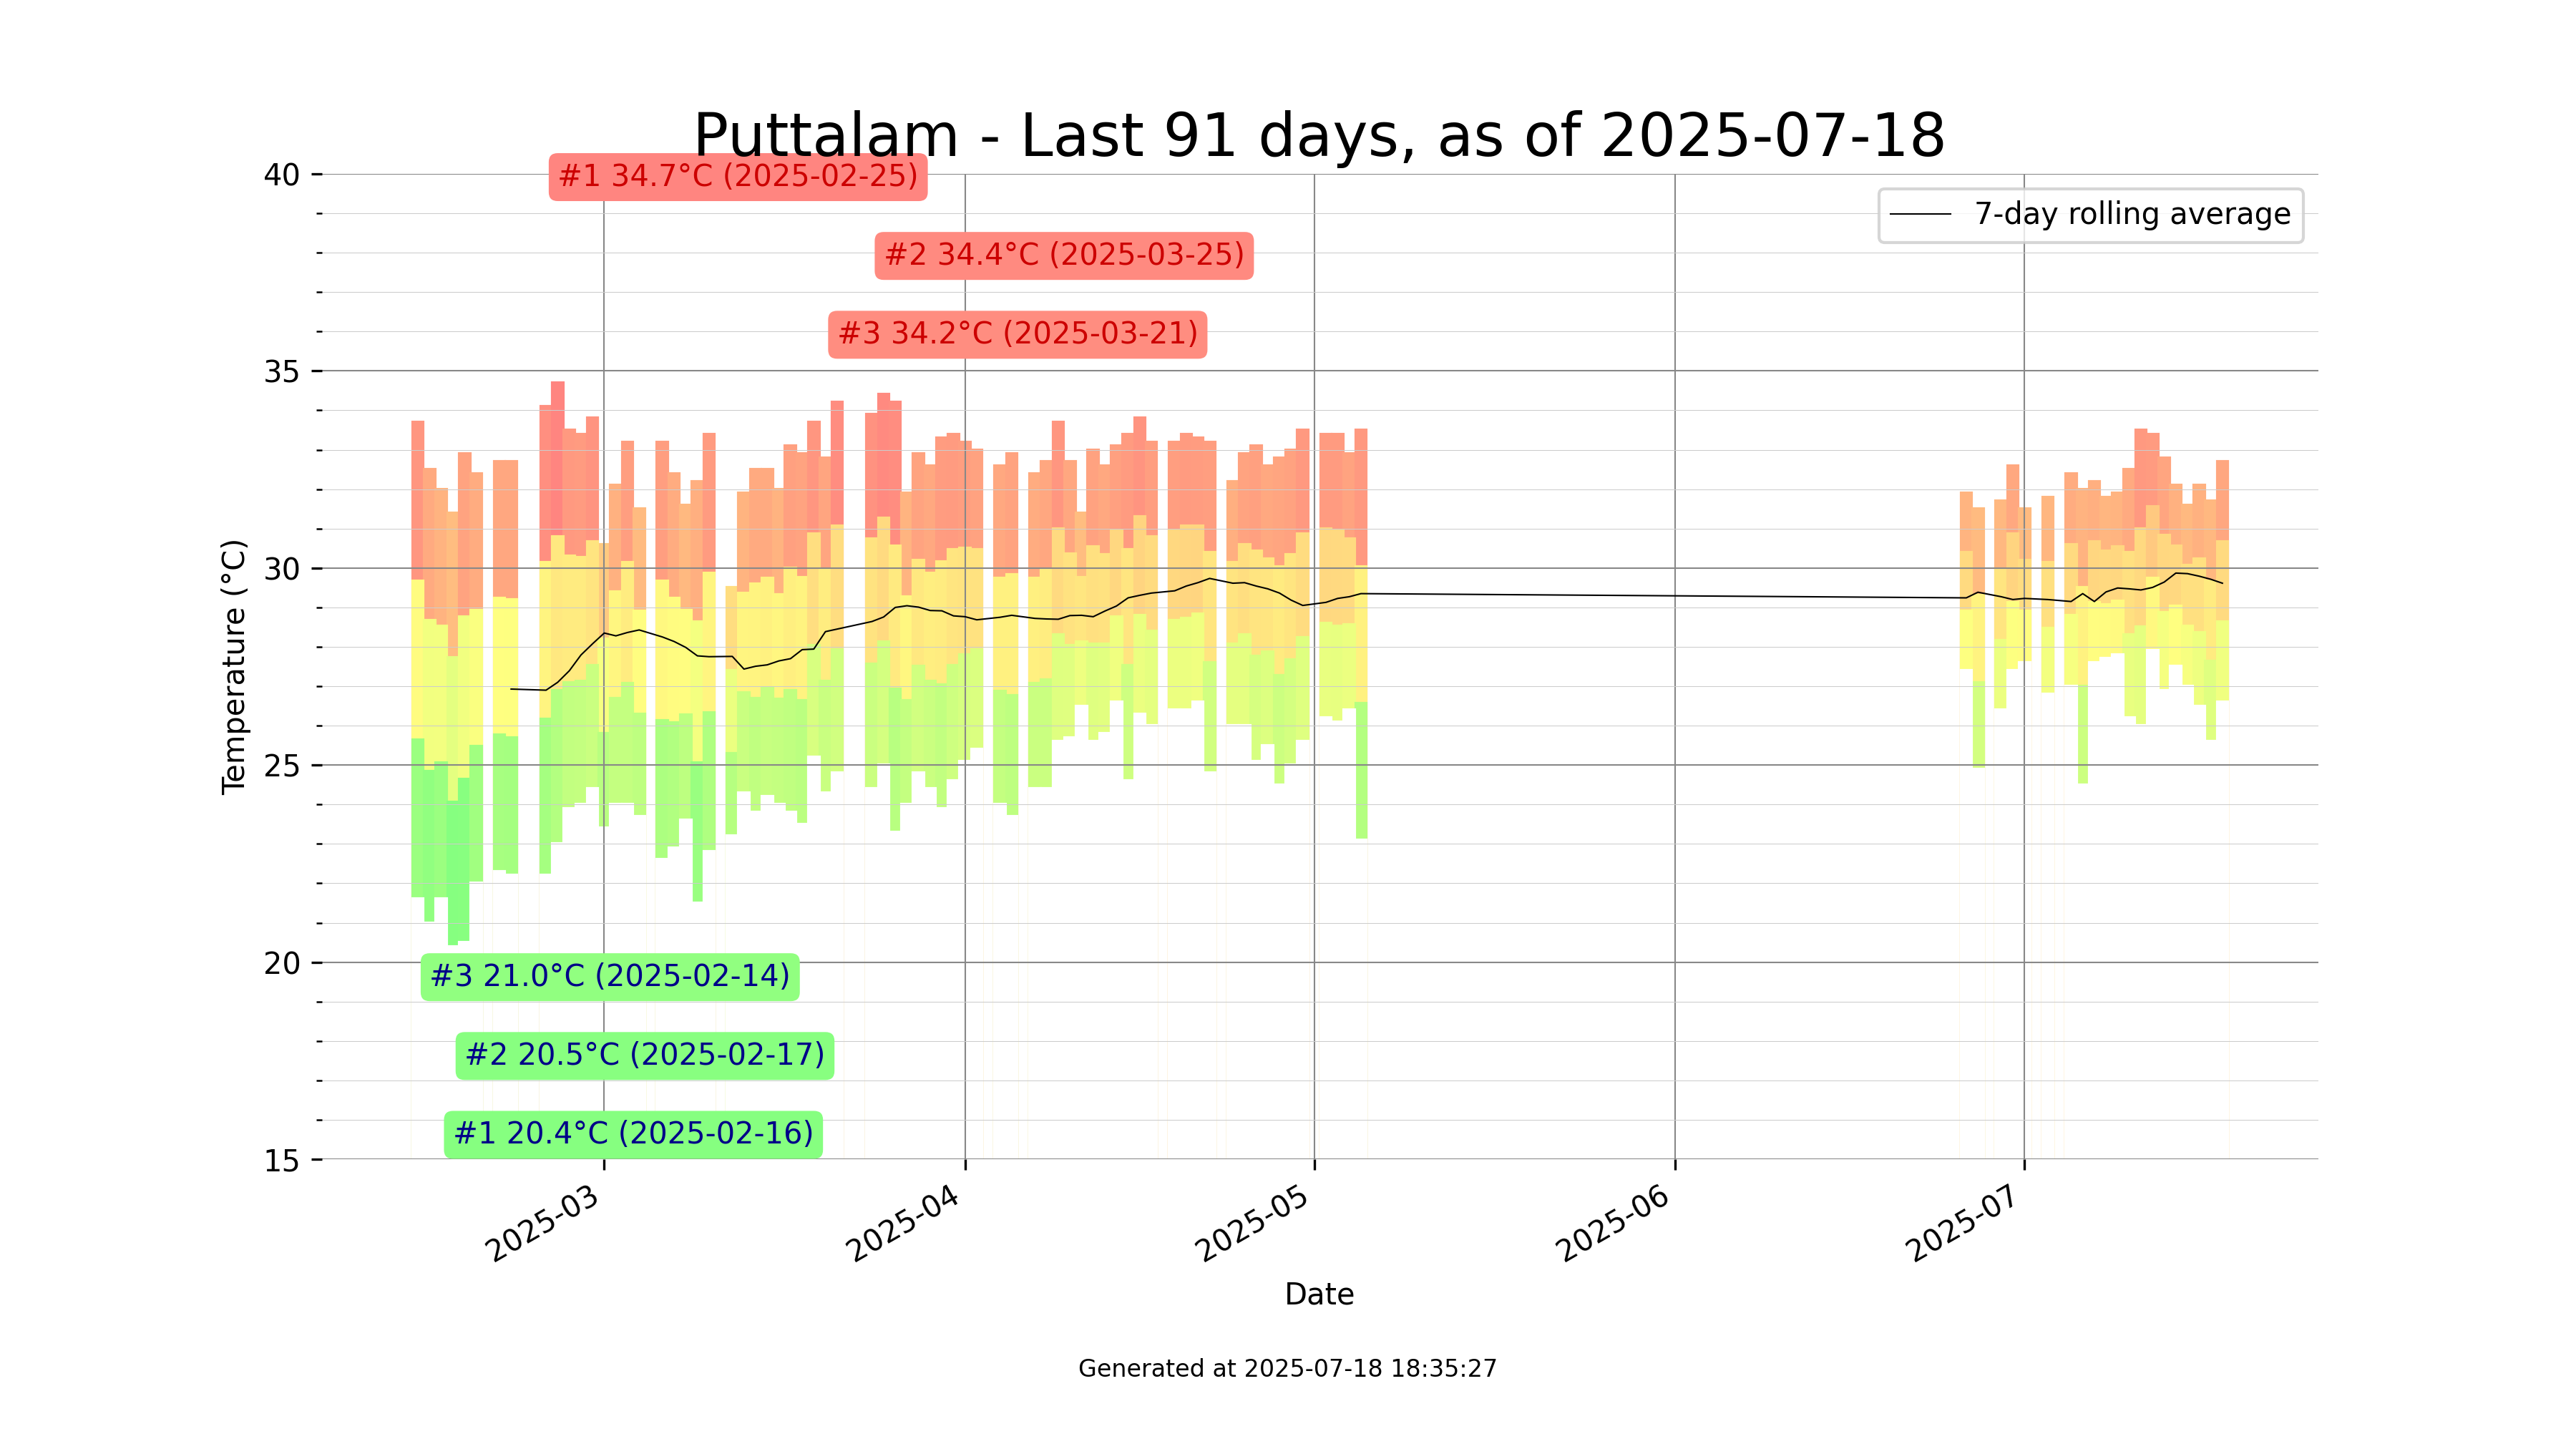 Puttalam - Last 91 days, as of 2025-07-18
#1 34.7°C (2025-02-25)
#2 34.4°C (2025-03-25)
#3 34.2°C (2025-03-21)
7-day rolling average
40
35
30
25
20
15
Temperature (°C)
#3 21.0°C (2025-02-14)
#2 20.5°C (2025-02-17)
#1 20.4°C (2025-02-16)
2025-03
2025-04
2025-05
2025-06
2025-07
Date
Generated at 2025-07-18 18:35:27